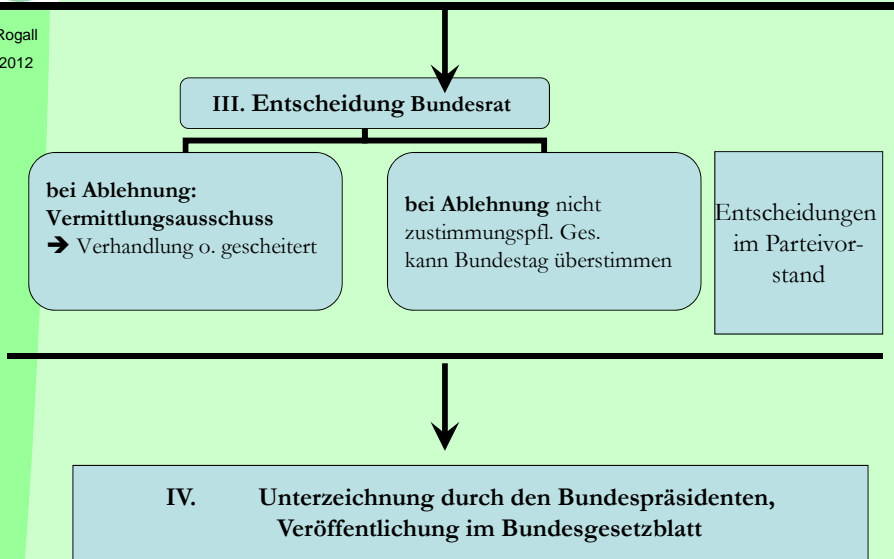 Rogall
2012
III. Entscheidung Bundesrat
bei Ablehnung:
Vermittlungsausschuss
➔ Verhandlung o. gescheitert
bei Ablehnung nicht
zustimmungspfl. Ges.
kann Bundestag überstimmen
Entscheidungen
im Parteivor-
stand
IV. Unterzeichnung durch den Bundespräsidenten,
Veröffentlichung im Bundesgesetzblatt